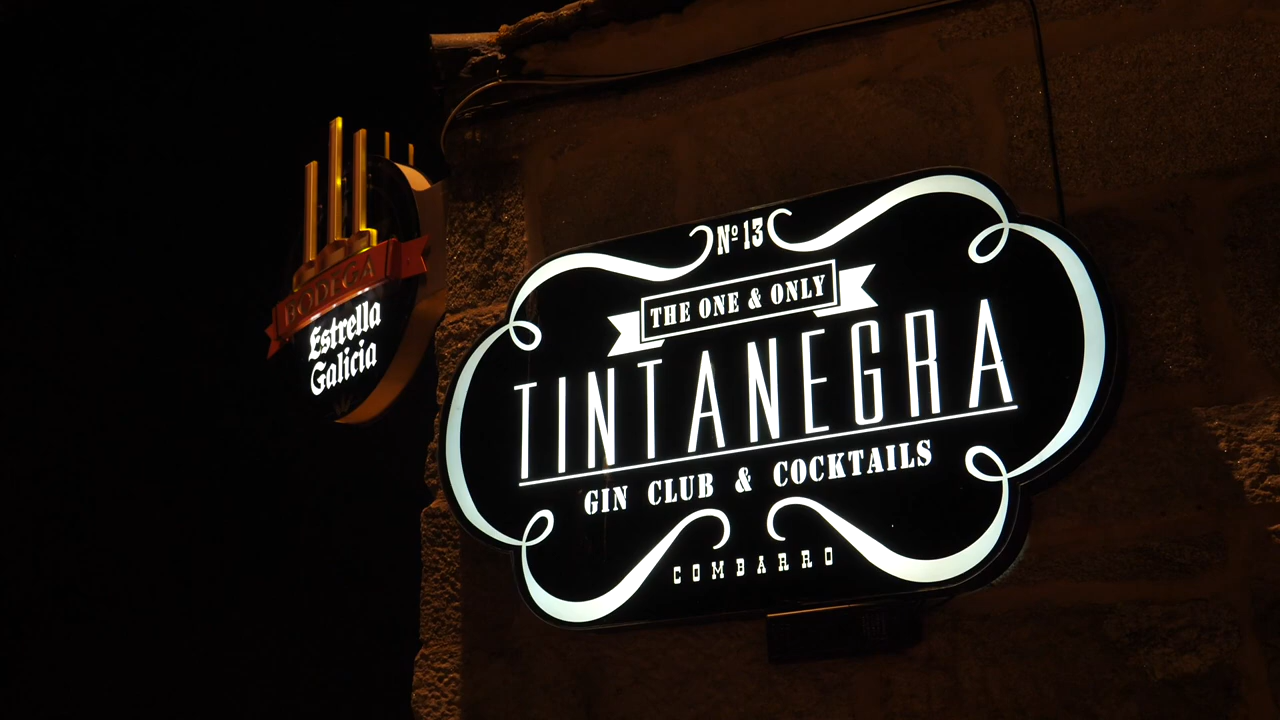 BODEGA
Estrella
Galicia
Nº 13
THE ONE & ONLY
TINTANEGRA
GIN CLUB & COCKTAILS
COMBARRO